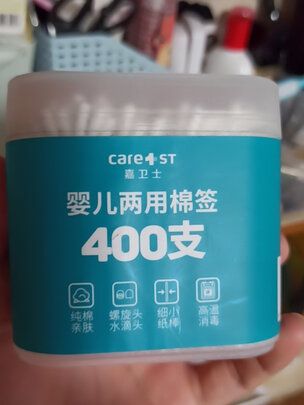 care+ST
嘉卫士
婴儿两用棉签
400支
纯棉 螺旋头 细小 高温
亲肤 水滴头 纸棒 消毒